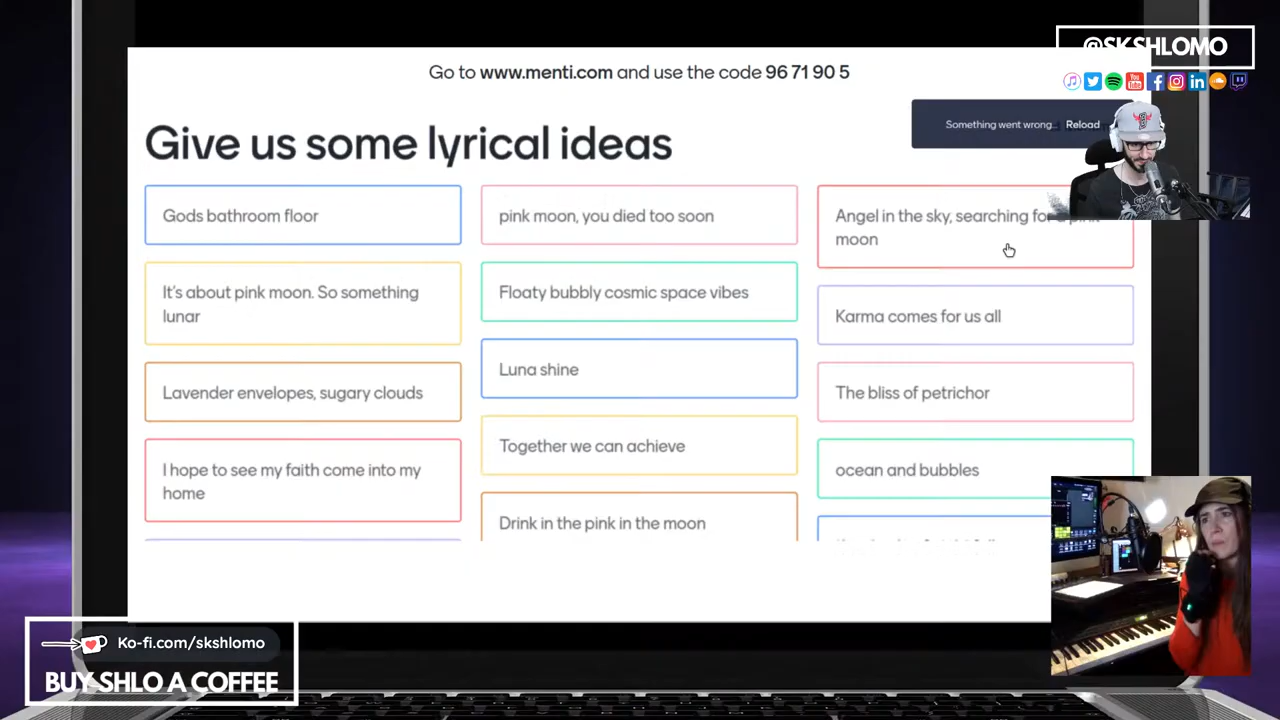 @SKSHLOMO
Go to www.menti.com and use the code 96 71 90 5
Something went wrong... Reload
Give us some lyrical ideas
Gods bathroom floor
It's about pink moon. So something
lunar
Lavender envelopes, sugary clouds
I hope to see my faith come into my
home
pink moon, you died too soon
Floaty bubbly cosmic space vibes
Luna shine
Together we can achieve
Drink in the pink in the moon
Angel in the sky, searching for a pink
moon
Karma comes for us all
The bliss of petrichor
ocean and bubbles
Ko-fi.com/skshlomo
BUY SHLO A COFFEE